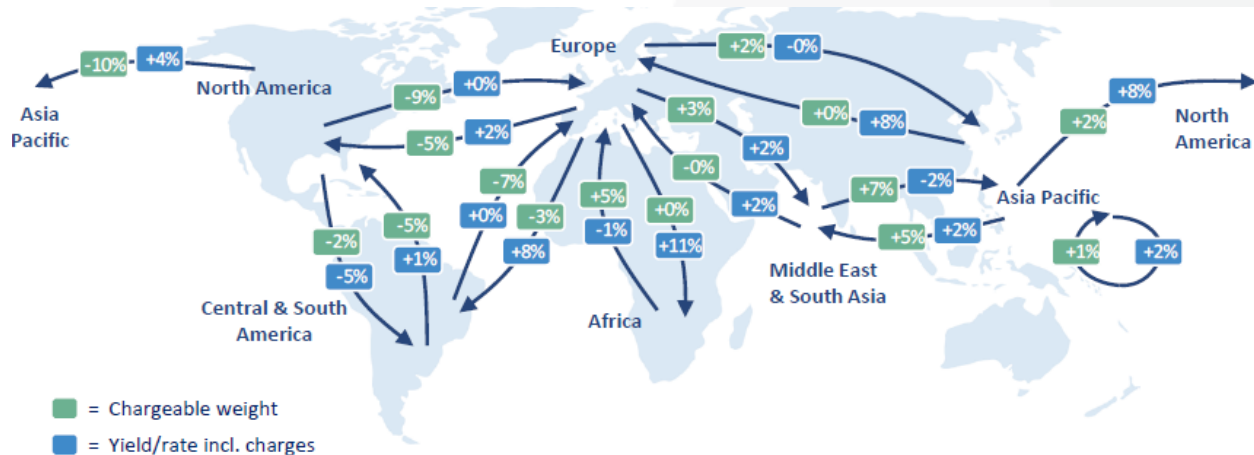 Europe
+2% -0%
-10% +4%
North America
Asia
Pacific
-9% +0%
-5% +2%
+3%
+2%
+0% +8%
+8%
+2%
North
America
-0%
+2%
-7%
+0%
-3%
+8%
+5%
-1%
+0%
+11%
+7% -2%
Asia Pacific
+5% +2%
+1% +2%
-2%
-5%
-5%
+1%
Middle East
& South Asia
Central & South
America
Africa
= Chargeable weight
= Yield/rate incl. charges